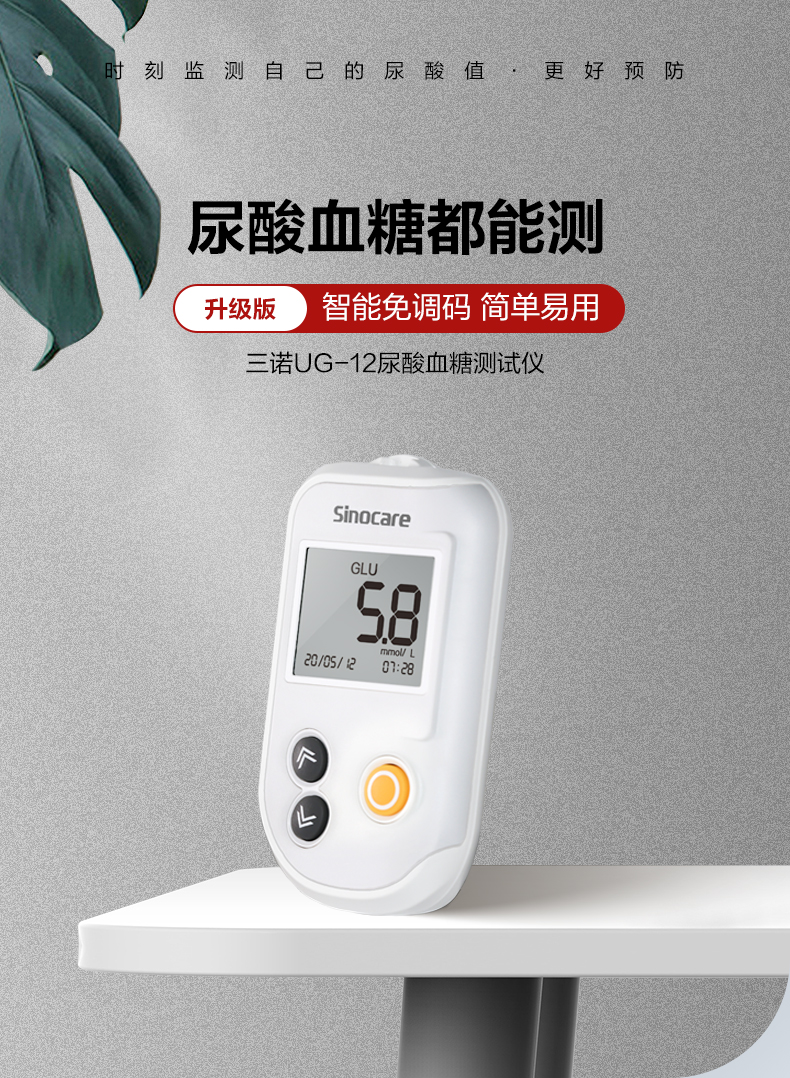 时刻监测自己的尿酸值·更好预防
尿酸血糖都能测
升级版 智能免调码 简单易用
三诺UG-12尿酸血糖测试仪
Sinocare
GLU
5.8
mmol/L
20/05/12 07:28